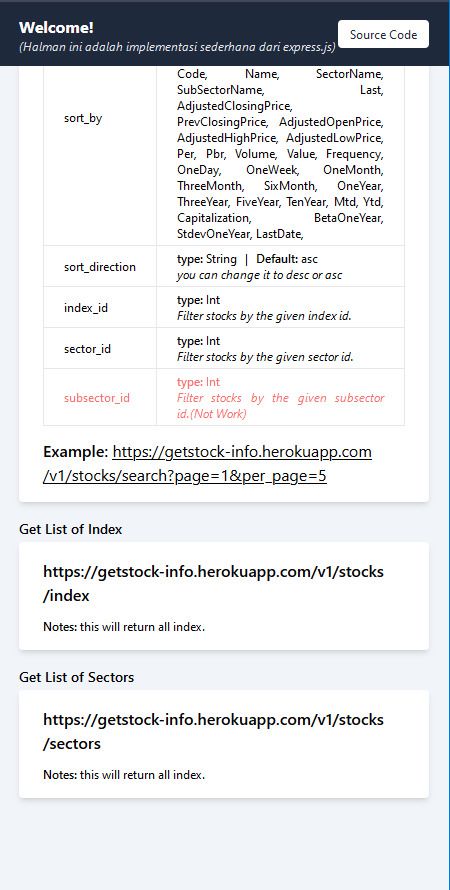 Welcome!
(Halman ini adalah implementasi sederhana dari express.js)
Source Code
sort_by
Code, Name, SectorName,
SubSectorName, Last,
AdjustedClosingPrice,
PrevClosingPrice, AdjustedOpenPrice,
AdjustedHighPrice, AdjustedLowPrice,
Per, Pbr, Volume, Value, Frequency,
OneDay, OneWeek, OneMonth,
ThreeMonth, SixMonth, OneYear,
ThreeYear, FiveYear, TenYear, Mtd, Ytd,
Capitalization, BetaOneYear,
StdevOneYear, LastDate,
sort_direction
type: String | Default: asc
you can change it to desc or asc
index_id
type: Int
Filter stocks by the given index id.
sector_id
type: Int
Filter stocks by the given sector id.
subsector_id
type: Int
Filter stocks by the given subsector
id.(Not Work)
Example: https://getstock-info.herokuapp.com
/v1/stocks/search?page=1&per_page=5
Get List of Index
https://getstock-info.herokuapp.com/v1/stocks
/index
Notes: this will return all index.
Get List of Sectors
https://getstock-info.herokuapp.com/v1/stocks
/sectors
Notes: this will return all index.